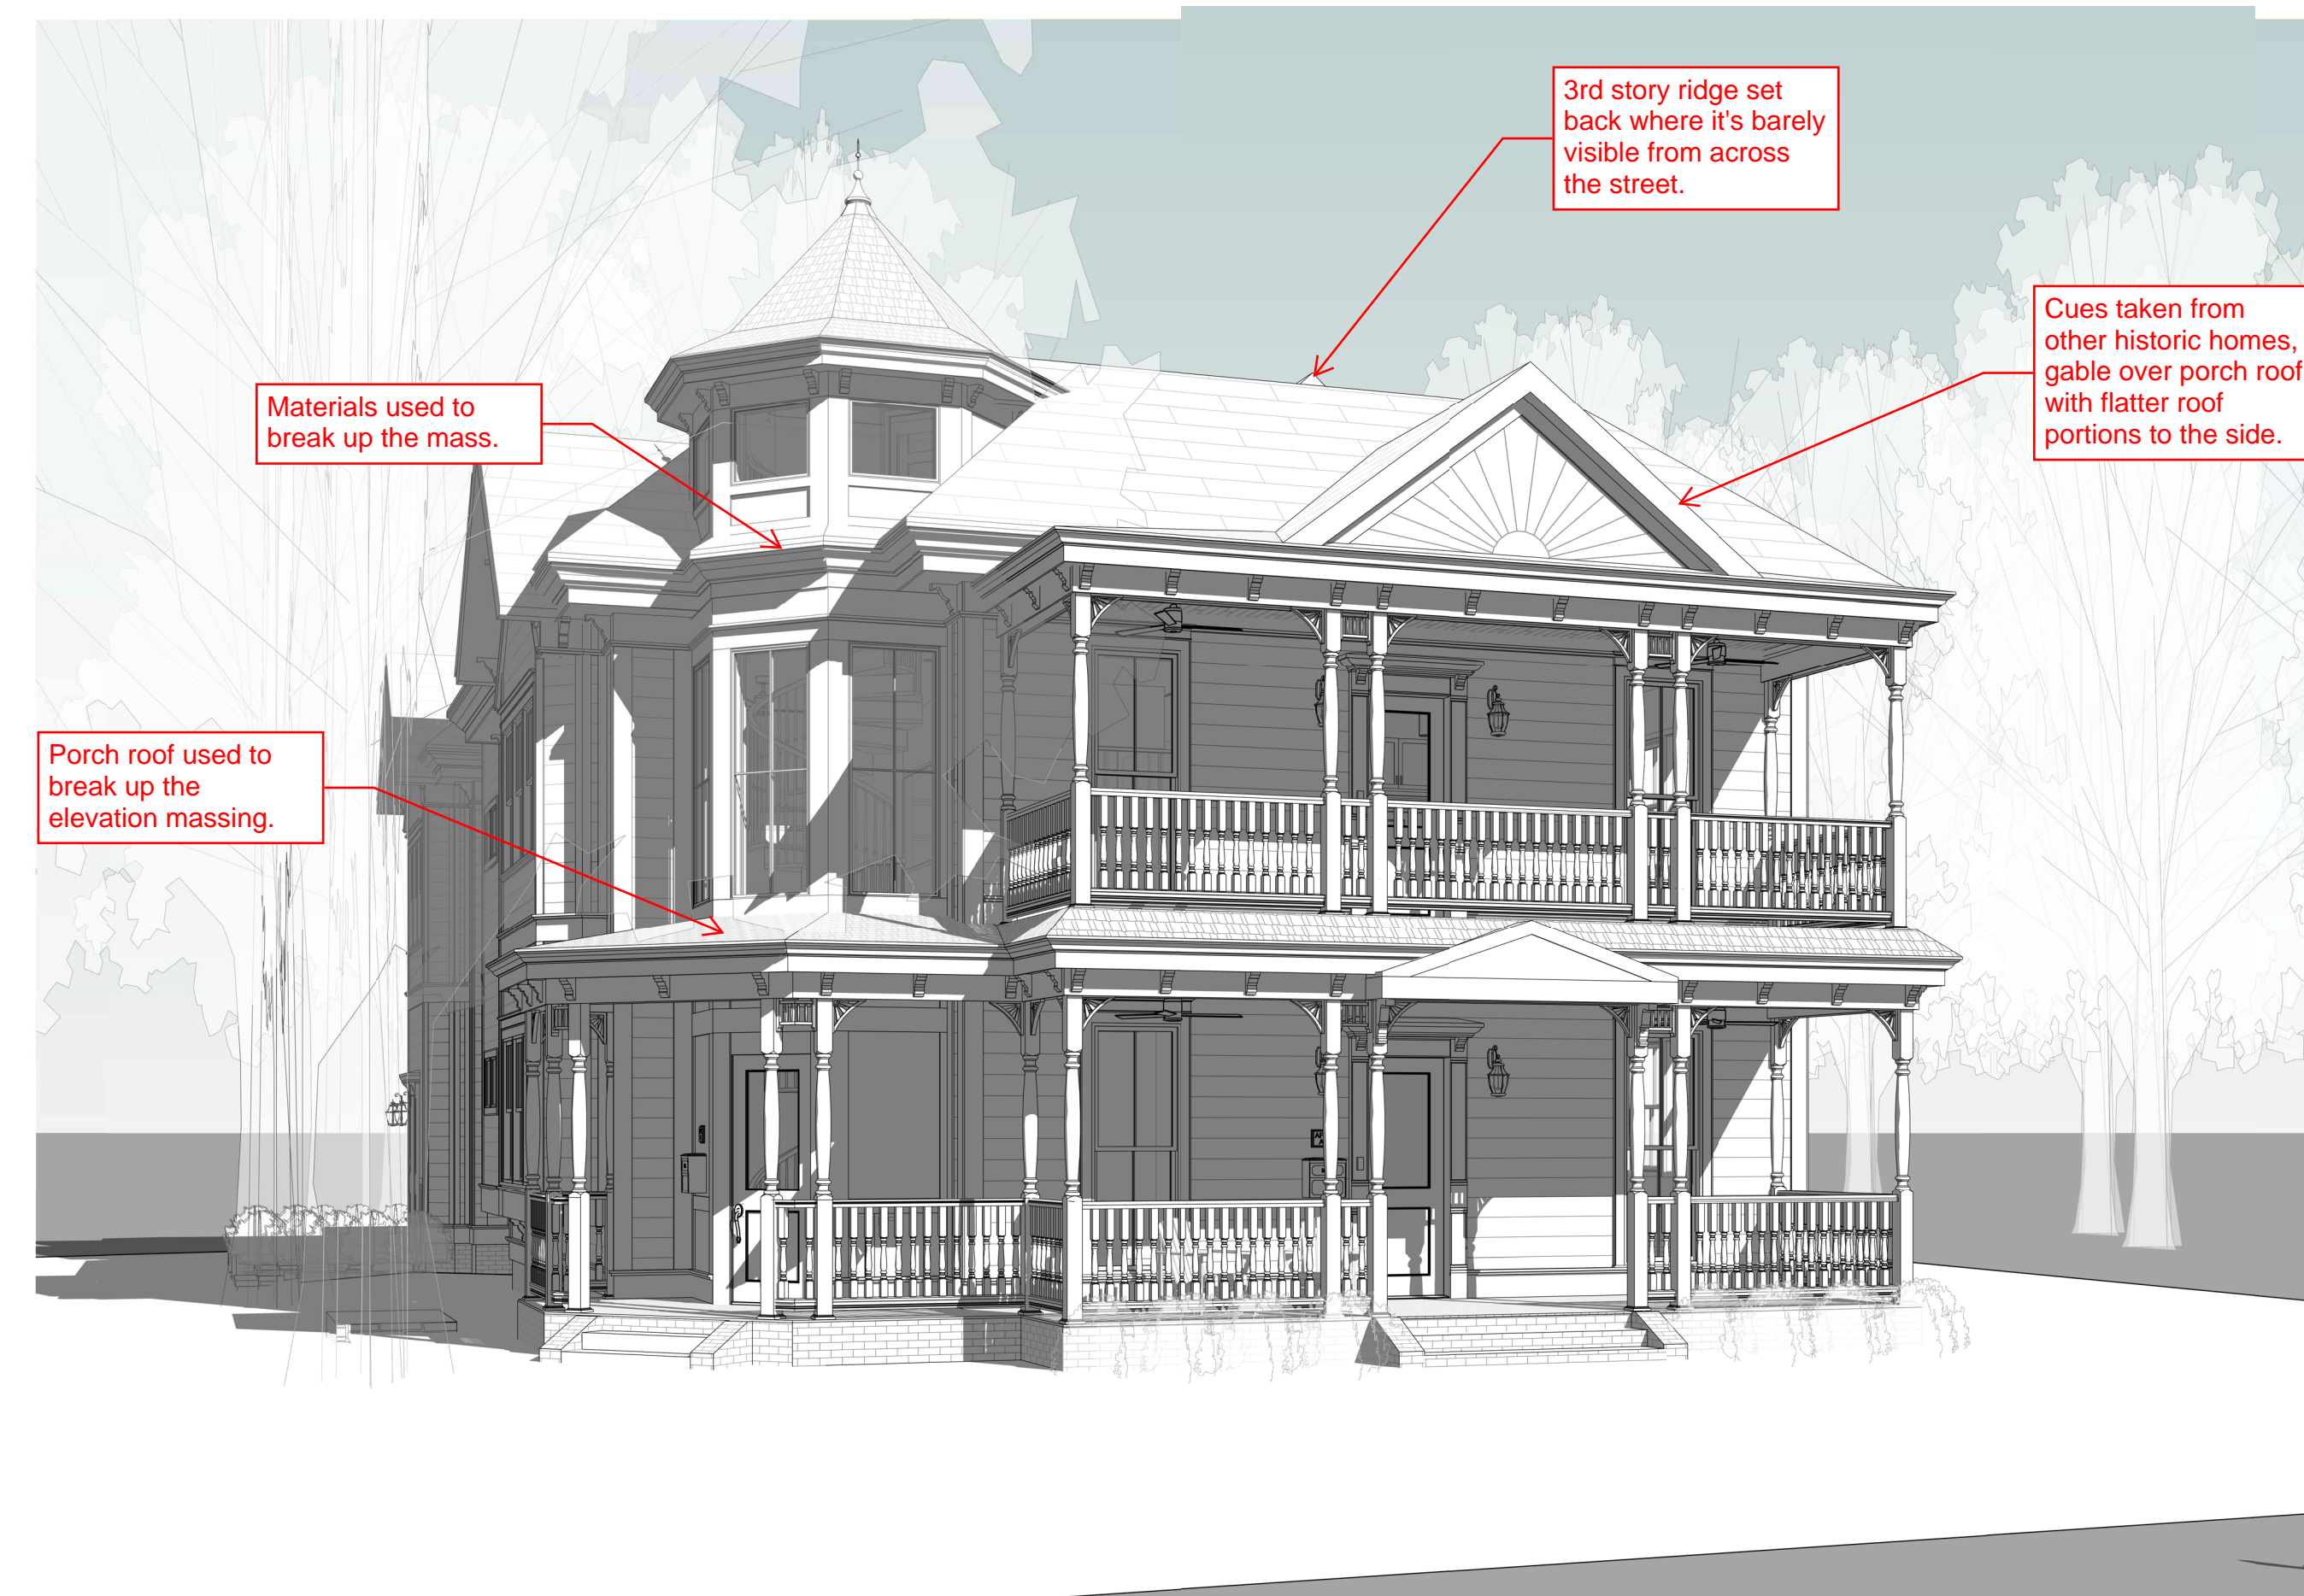 3rd story ridge set
back where it's barely
visible from across
the street.
Cues taken from
other historic homes,
gable over porch roof
with flatter roof
portions to the side.
Materials used to
break up the mass.
Porch roof used to
break up the
elevation massing.